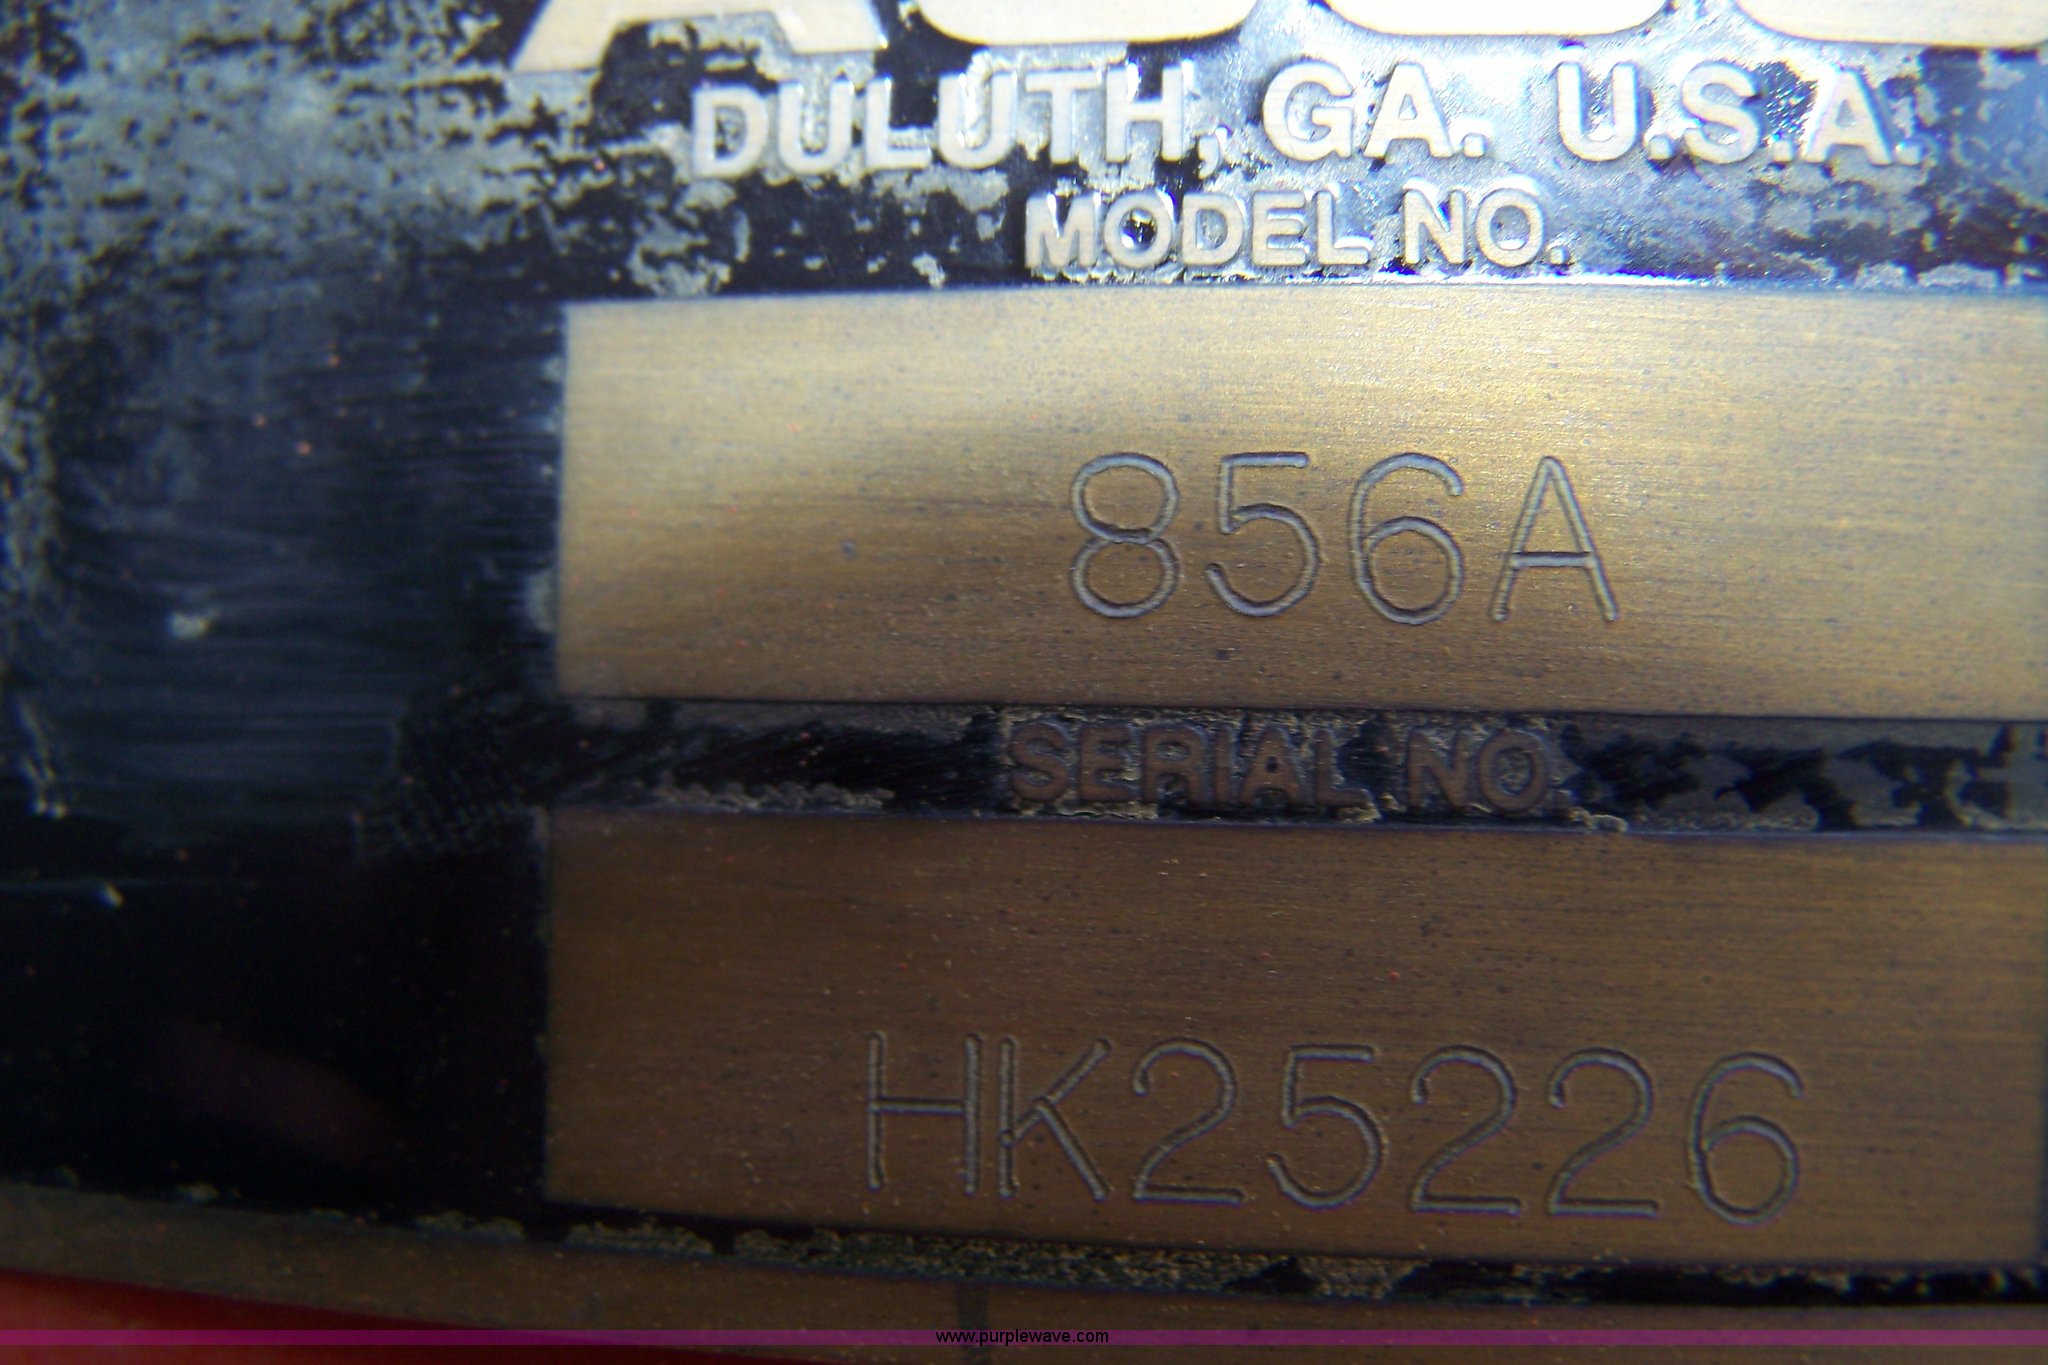 DULUTH, GA. U.S.A.
MODEL NO.
856A
SERIAL NO.
HK25226
www.purplewave.com